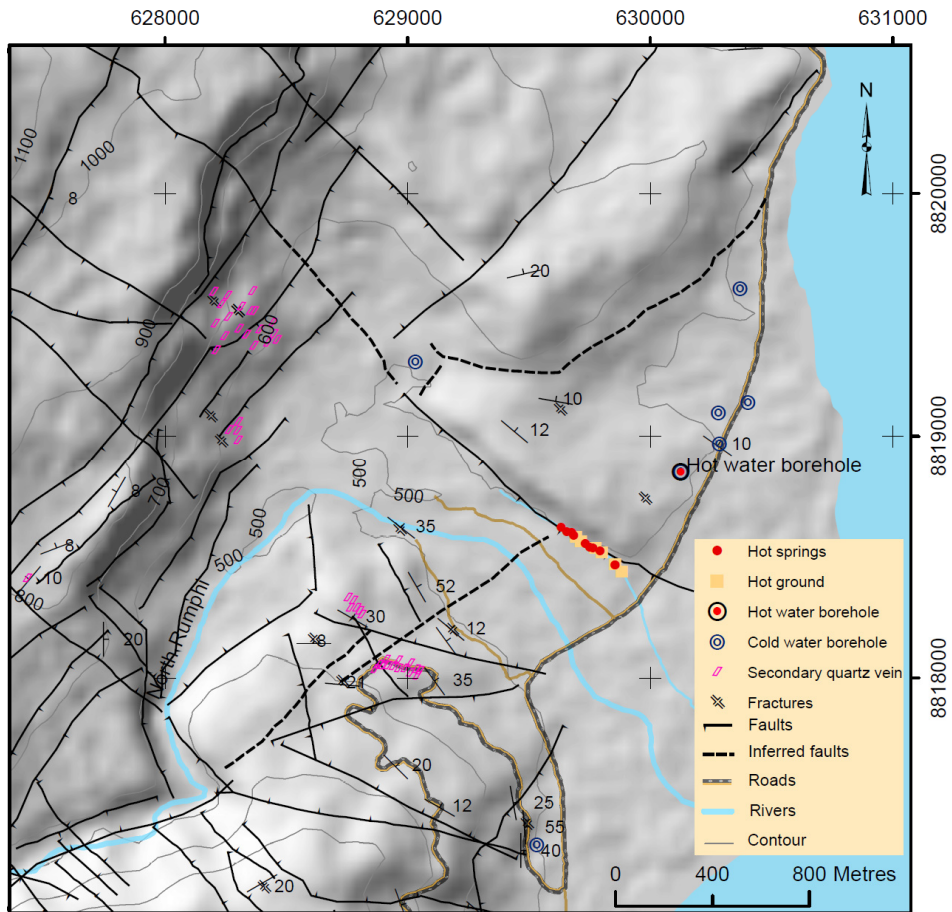 628000 629000 630000 631000
N
1100
1000
8
8820000
20
900
600
10
12
8819000
10
Hot water borehole
8
700
500
500
500
35
8
10
800
500
52
20
30
12
8
North Rumphi
21
35
8818000
20
12
25
55
40
20
Hot springs
Hot ground
Hot water borehole
Cold water borehole
Secondary quartz vein
Fractures
Faults
Inferred faults
Roads
Rivers
Contour
0 400 800 Metres